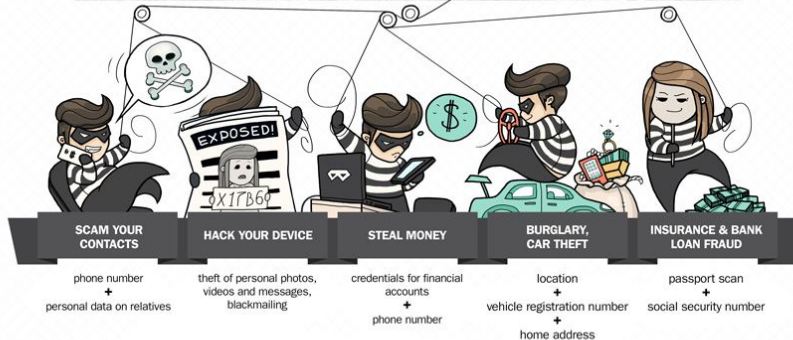 EXPOSED!
0X17B60
SCAM YOUR
CONTACTS
HACK YOUR DEVICE
STEAL MONEY
BURGLARY,
CAR THEFT
INSURANCE & BANK
LOAN FRAUD
phone number
+
personal data on relatives
theft of personal photos,
videos and messages,
blackmailing
credentials for financial
accounts
+
phone number
location
+
vehicle registration number
+
home address
passport scan
+
social security number